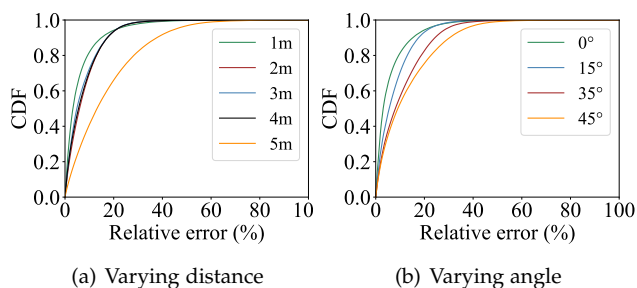 1.0
0.8
0.6
0.4
0.2
0.0
CDF
0 20 40 60 80 10
Relative error (%)
1m
2m
3m
4m
5m
(a) Varying distance
1.0
0.8
0.6
0.4
0.2
0.0
CDF
0 20 40 60 80 100
Relative error (%)
0°
15°
35°
45°
(b) Varying angle